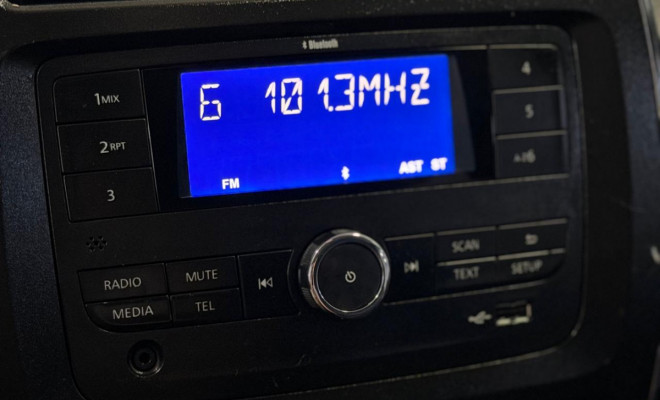 Bluetooth
6 101.3MHZ
FM AST ST
1MIX
2RPT
3
4
5
RADIO MUTE
MEDIA TEL
SCAN
TEXT SETUP